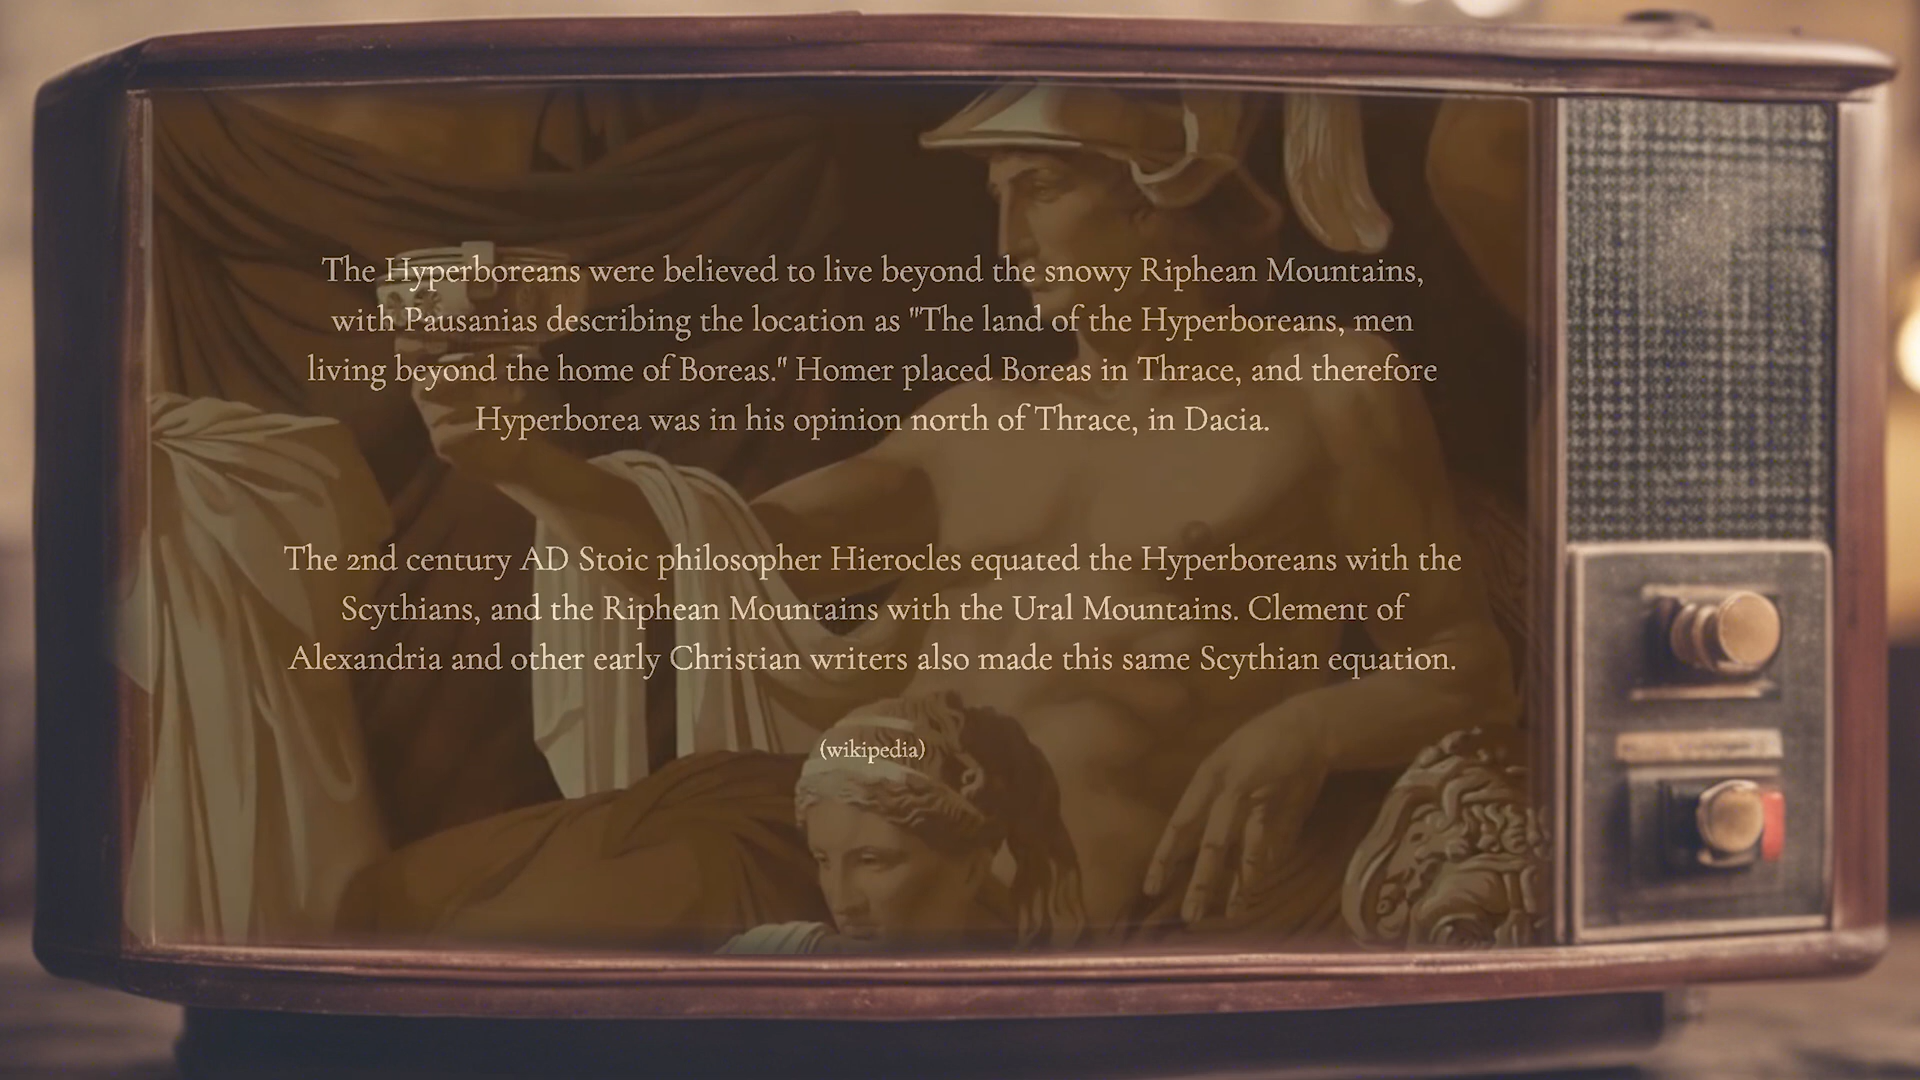 The Hyperboreans were believed to live beyond the snowy Riphean Mountains,
with Pausanias describing the location as "The land of the Hyperboreans, men
living beyond the home of Boreas." Homer placed Boreas in Thrace, and therefore
Hyperborea was in his opinion north of Thrace, in Dacia.
The 2nd century AD Stoic philosopher Hierocles equated the Hyperboreans with the
Scythians, and the Riphean Mountains with the Ural Mountains. Clement of
Alexandria and other early Christian writers also made this same Scythian equation.
(wikipedia)